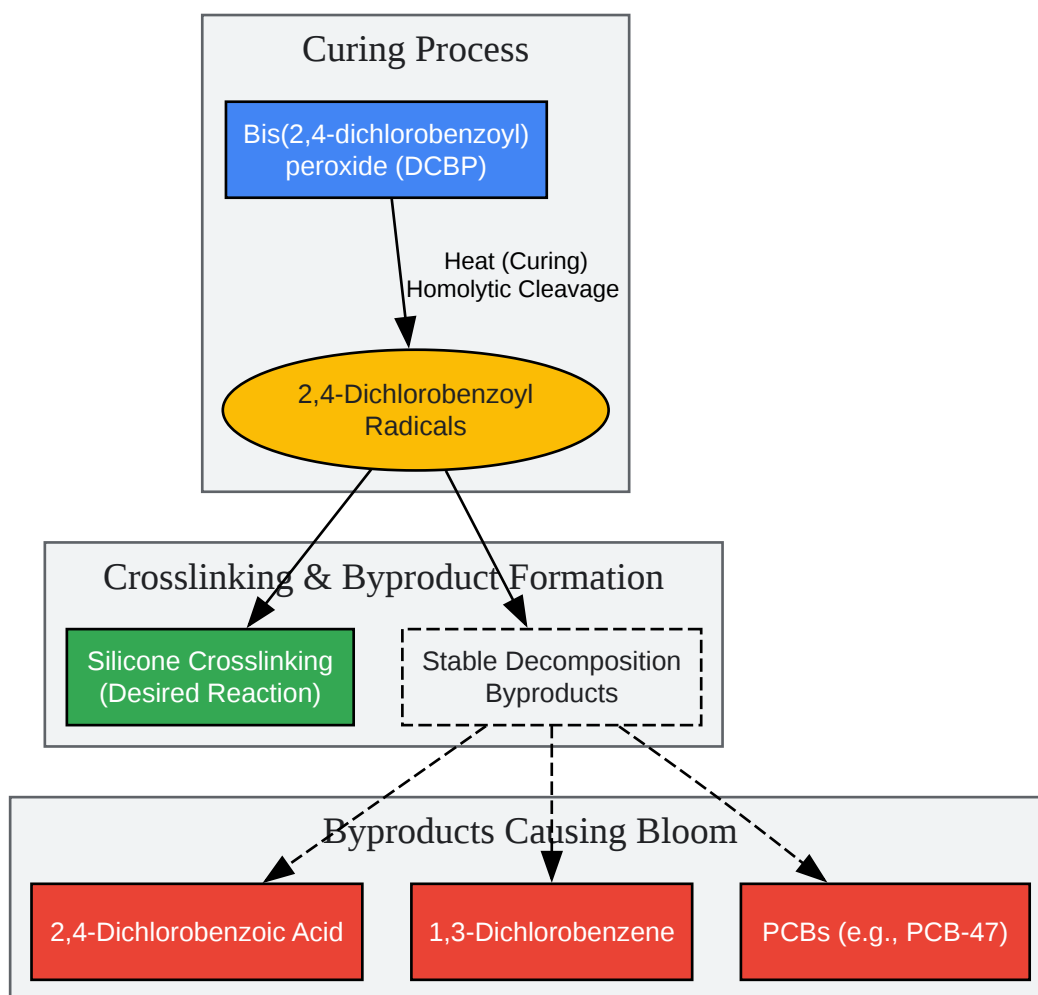 Curing Process
Bis(2,4-dichlorobenzoyl)
peroxide (DCBP)
Heat (Curing)
Homolytic Cleavage
2,4-Dichlorobenzoyl
Radicals
Crosslinking & Byproduct Formation
Silicone Crosslinking
(Desired Reaction)
Stable Decomposition
Byproducts
Byproducts Causing Bloom
2,4-Dichlorobenzoic Acid
1,3-Dichlorobenzene
PCBs (e.g., PCB-47)